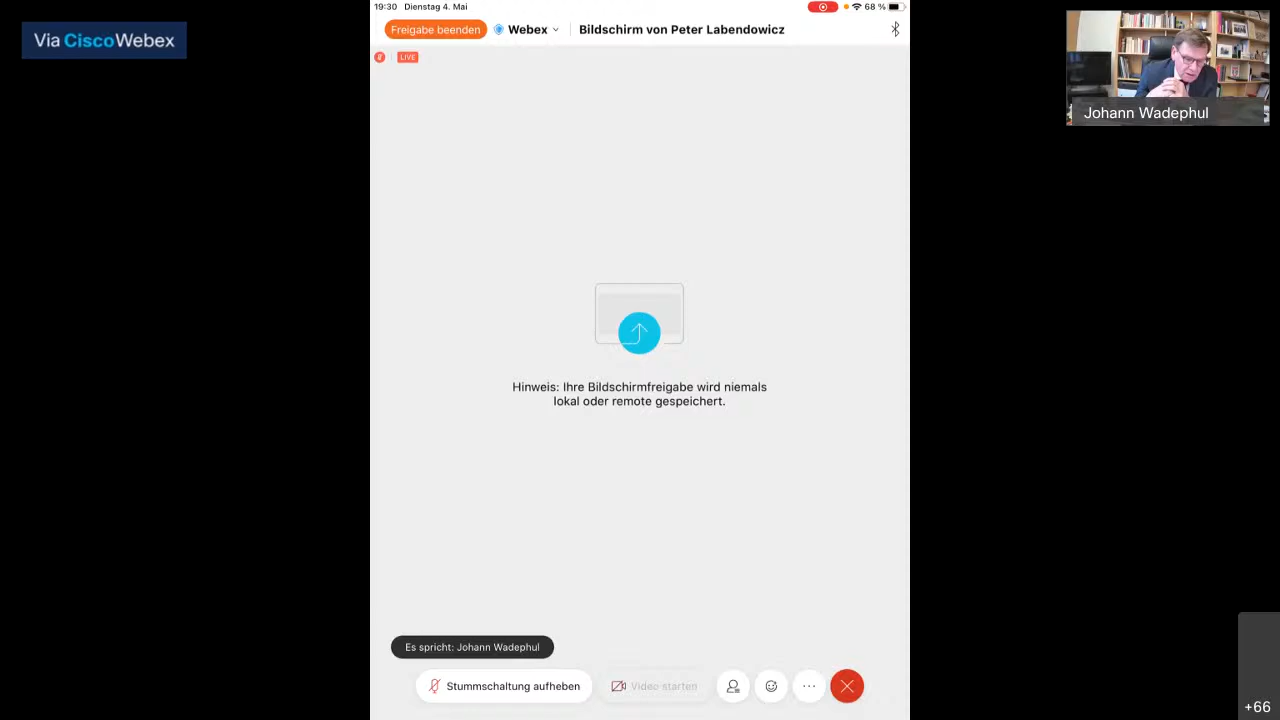 19:30 Dienstag 4. Mai
68 %
Via CiscoWebex
Freigabe beenden
Webex
Bildschirm von Peter Labendowicz
LIVE
Johann Wadephul
Hinweis: Ihre Bildschirmfreigabe wird niemals
lokal oder remote gespeichert.
Es spricht: Johann Wadephul
Stummschaltung aufheben
Video starten
+66